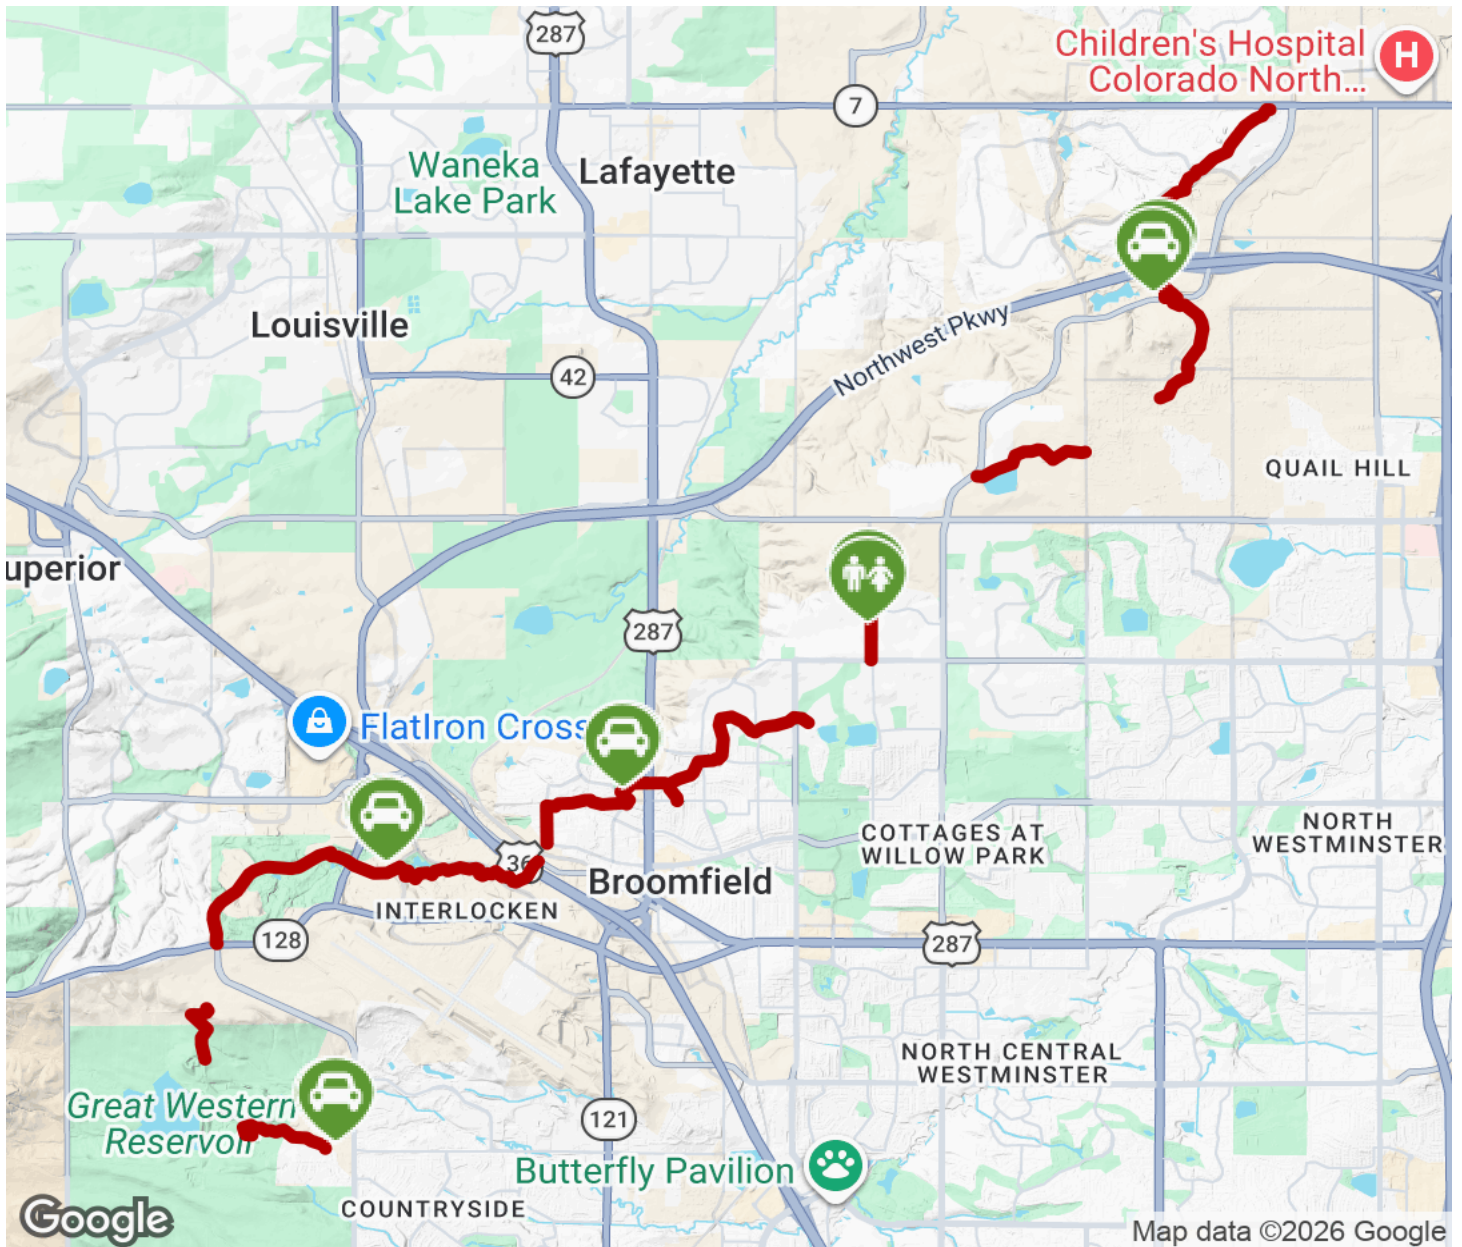 287
Children's Hospital
Colorado North...
H
7
Waneka
Lake Park
Lafayette
Louisville
Northwest Pkwy
42
QUAIL HILL
uperior
287
FlatIron Cross
COTTAGES AT
WILLOW PARK
NORTH
WESTMINSTER
36
Broomfield
INTERLOCKEN
128
287
NORTH CENTRAL
WESTMINSTER
Great Western
Reservoir
121
Butterfly Pavilion
COUNTRYSIDE
Google
Map data ©2026 Google